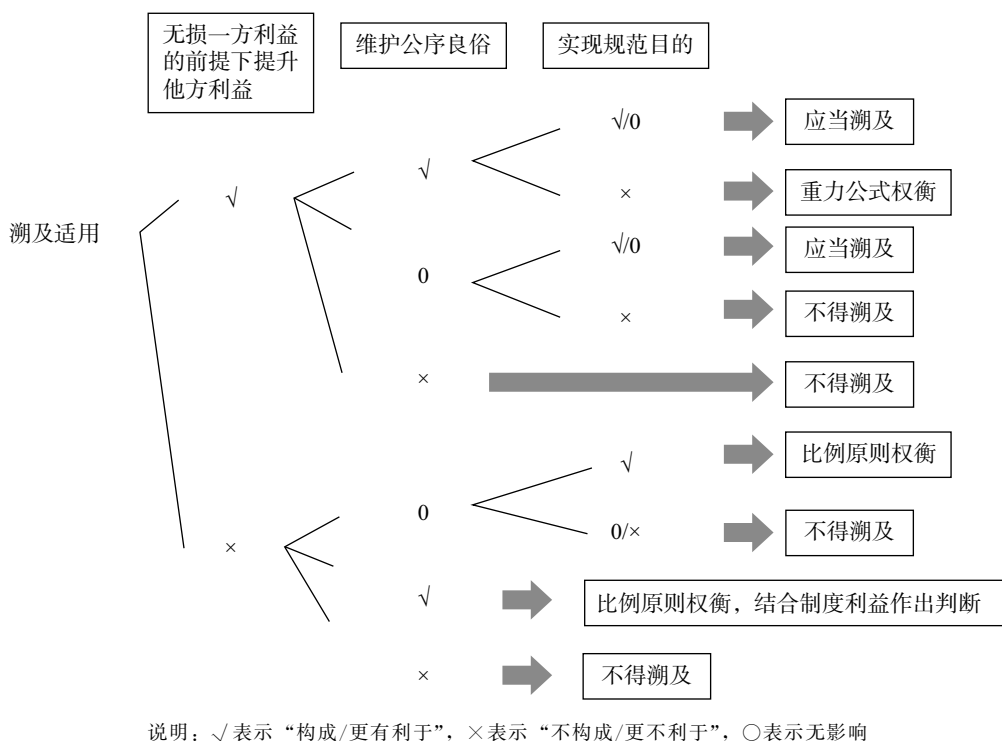 无损一方利益
的前提下提升
他方利益
维护公序良俗
实现规范目的
√/0
应当溯及
√
√
×
重力公式权衡
溯及适用
√/0
应当溯及
0
×
不得溯及
×
不得溯及
√
比例原则权衡
0
0/×
不得溯及
×
√
比例原则权衡，结合制度利益作出判断
×
不得溯及
说明：√表示“构成/更有利于”，×表示“不构成/更不利于”，○表示无影响